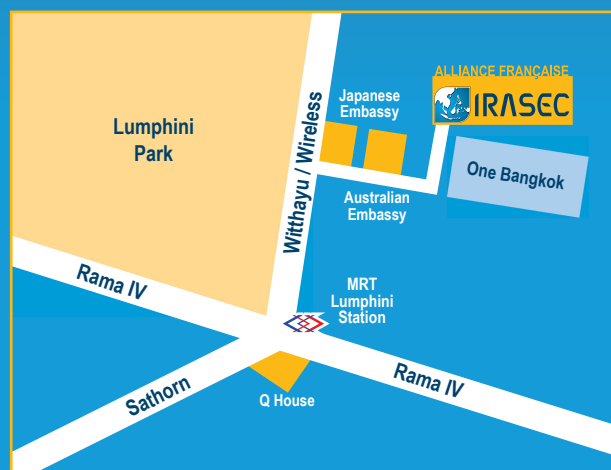 ALLIANCE FRANÇAISE
IRASEC
Japanese
Embassy
Lumphini
Park
Witthayu / Wireless
One Bangkok
Australian
Embassy
Rama IV
MRT
Lumphini
Station
Sathorn
Q House
Rama IV